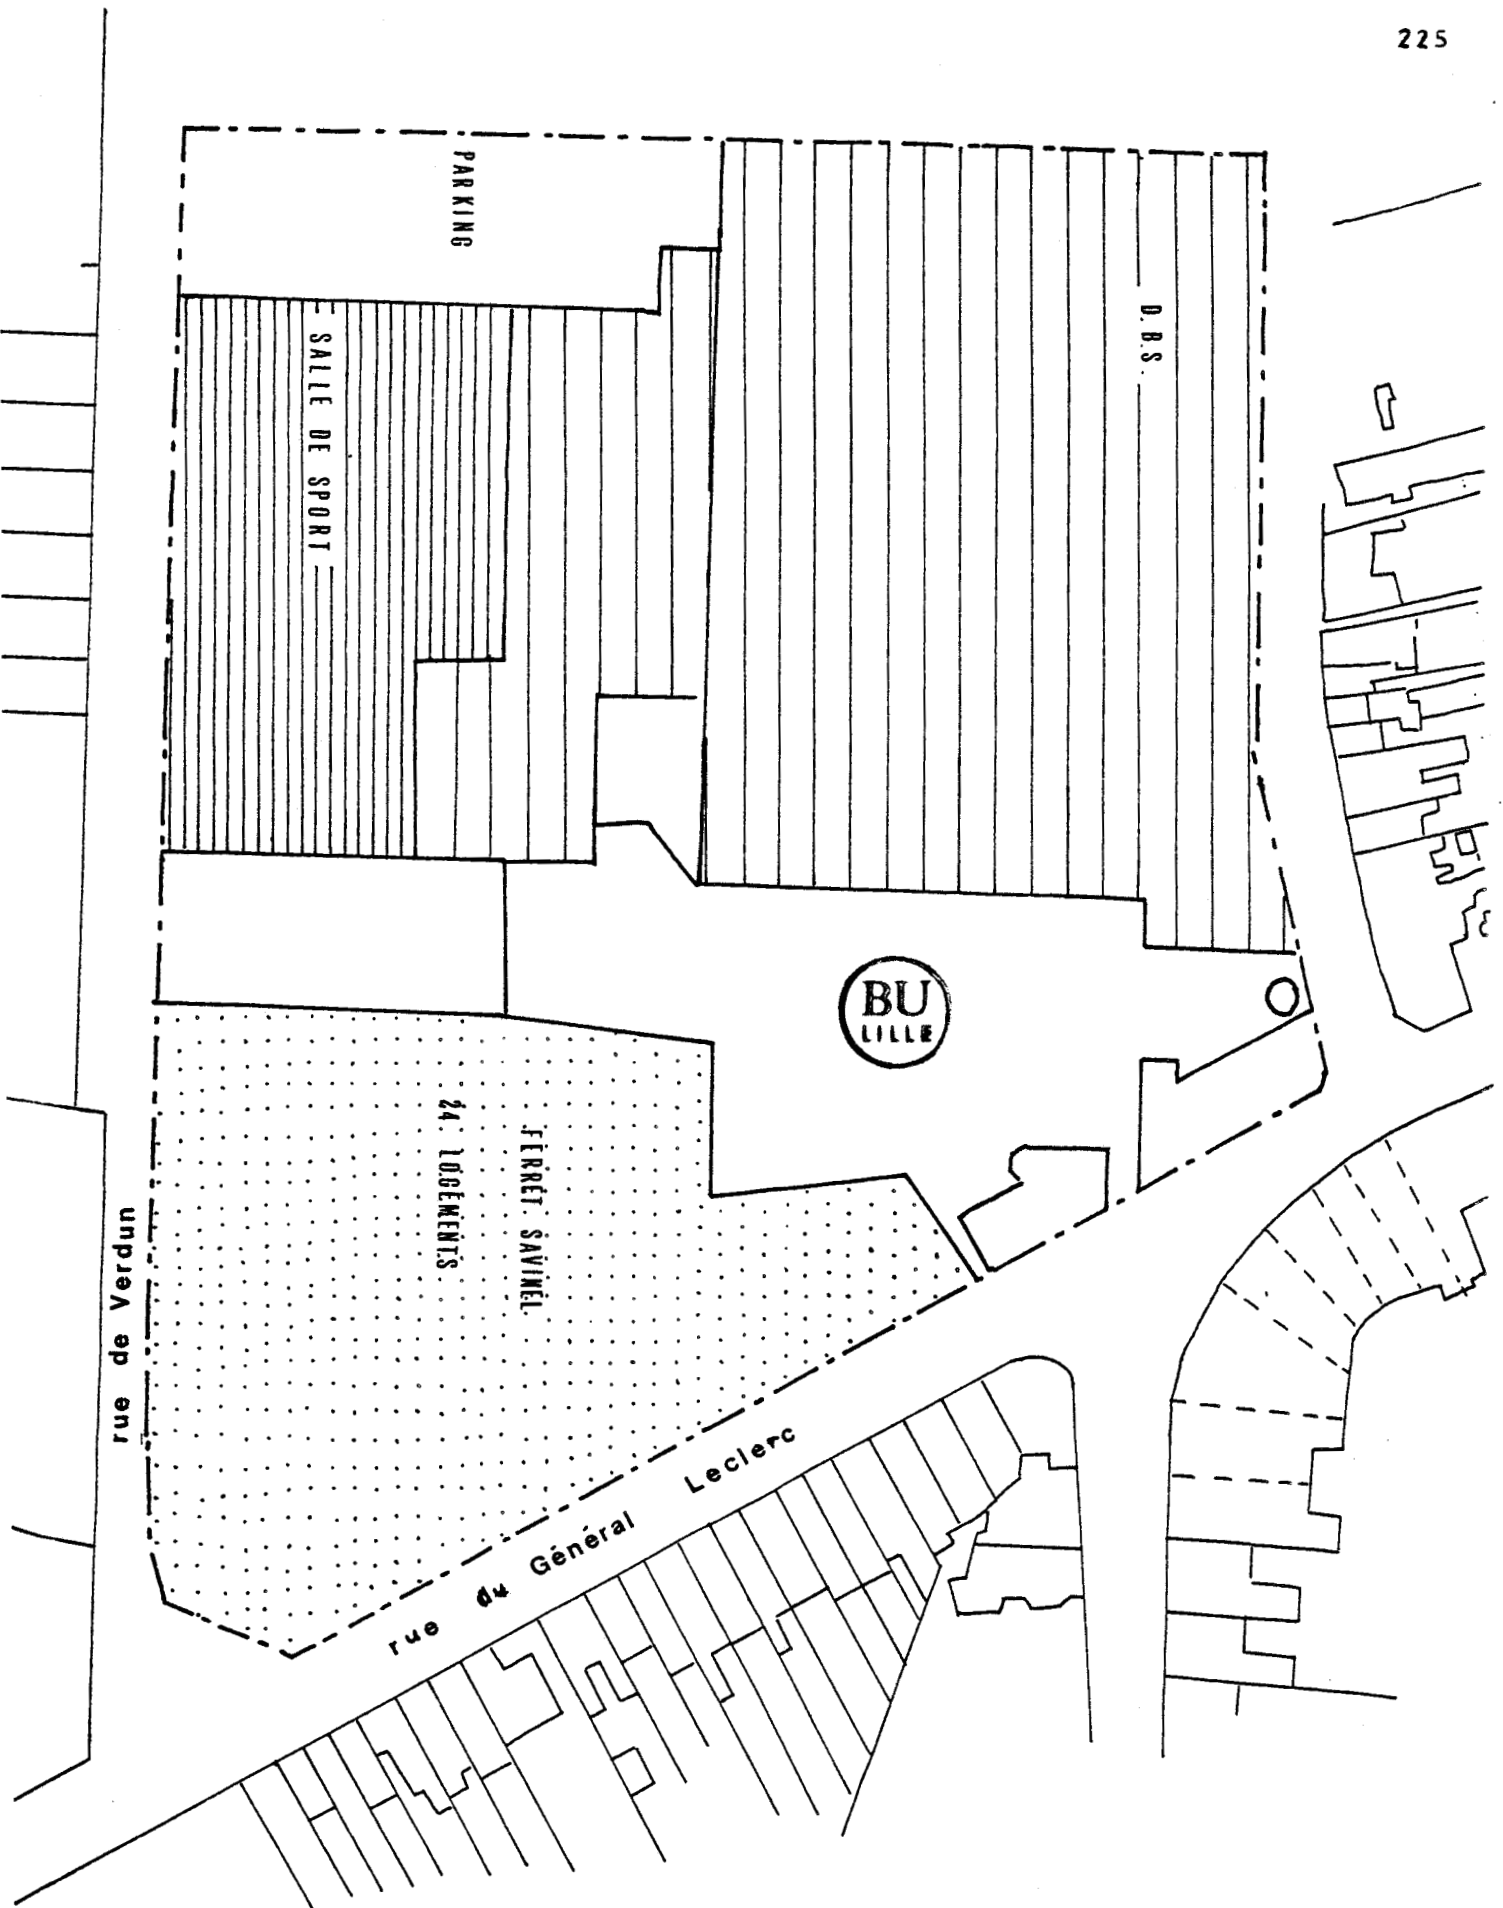 225
PARKING
D.B.S.
SALLE DE SPORT
BU
LILLE
FERRET SAVINEL
24 LOGEMENTS
rue de Verdun
rue du Général Leclerc